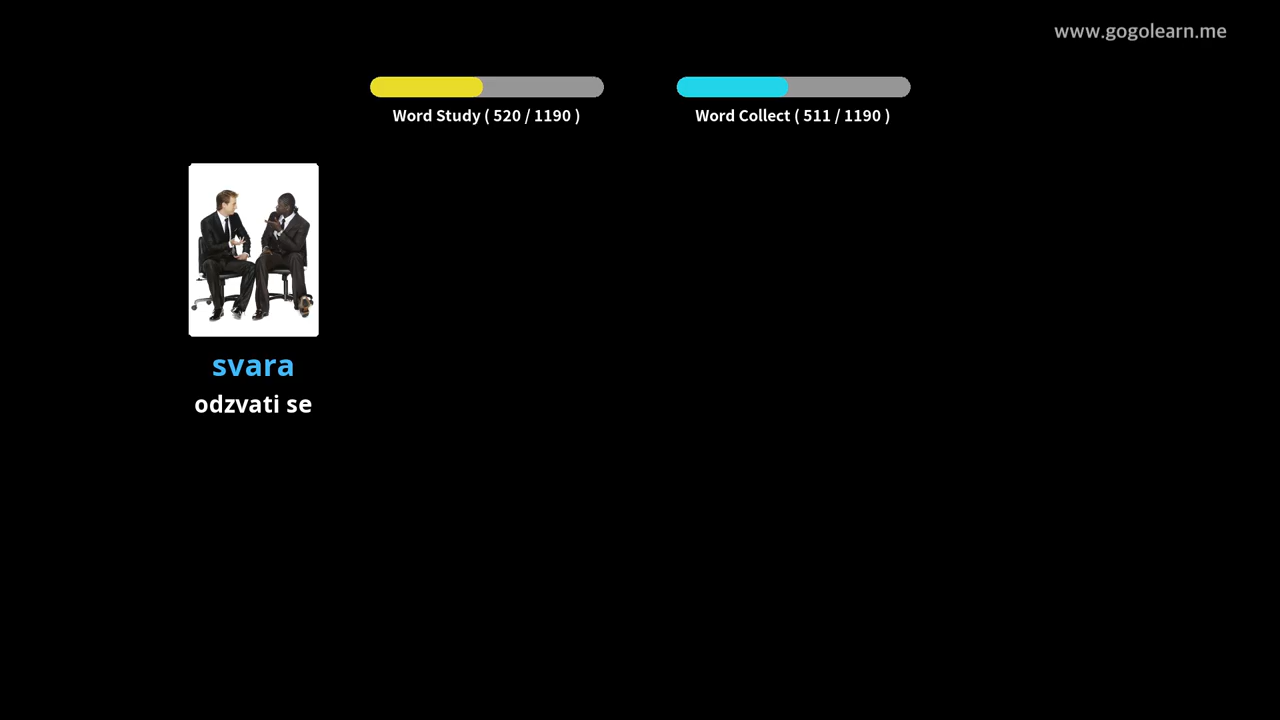 www.gogolearn.me
Word Study ( 520 / 1190 )
Word Collect ( 511 / 1190 )
svara
odzvati se